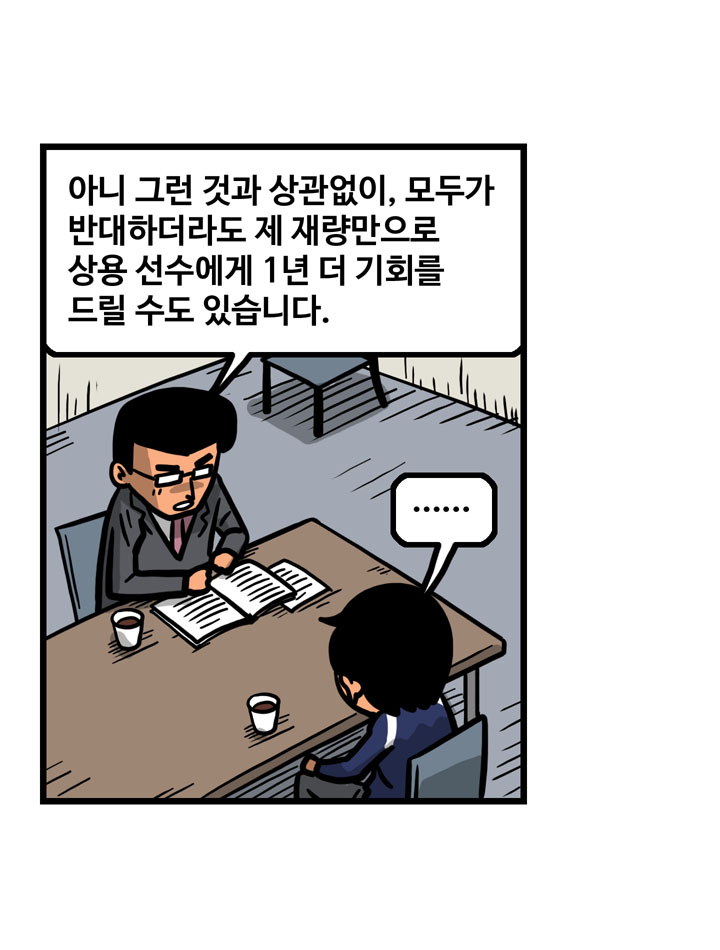 아니 그런 것과 상관없이, 모두가
반대하더라도 제 재량만으로
상용 선수에게 1년 더 기회를
드릴 수도 있습니다.
······